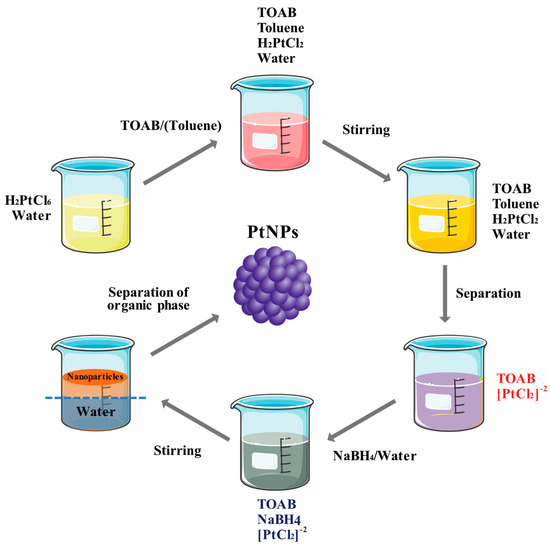 TOAB
Toluene
H₂PtCl₂
Water
TOAB/(Toluene)
Stirring
H₂PtCl₆
Water
TOAB
Toluene
H₂PtCl₂
Water
PtNPs
Separation of
organic phase
Separation
Nanoparticles
Water
TOAB
[PtCl₂]⁻²
Stirring
NaBH₄/Water
TOAB
NaBH4
[PtCl₂]⁻²